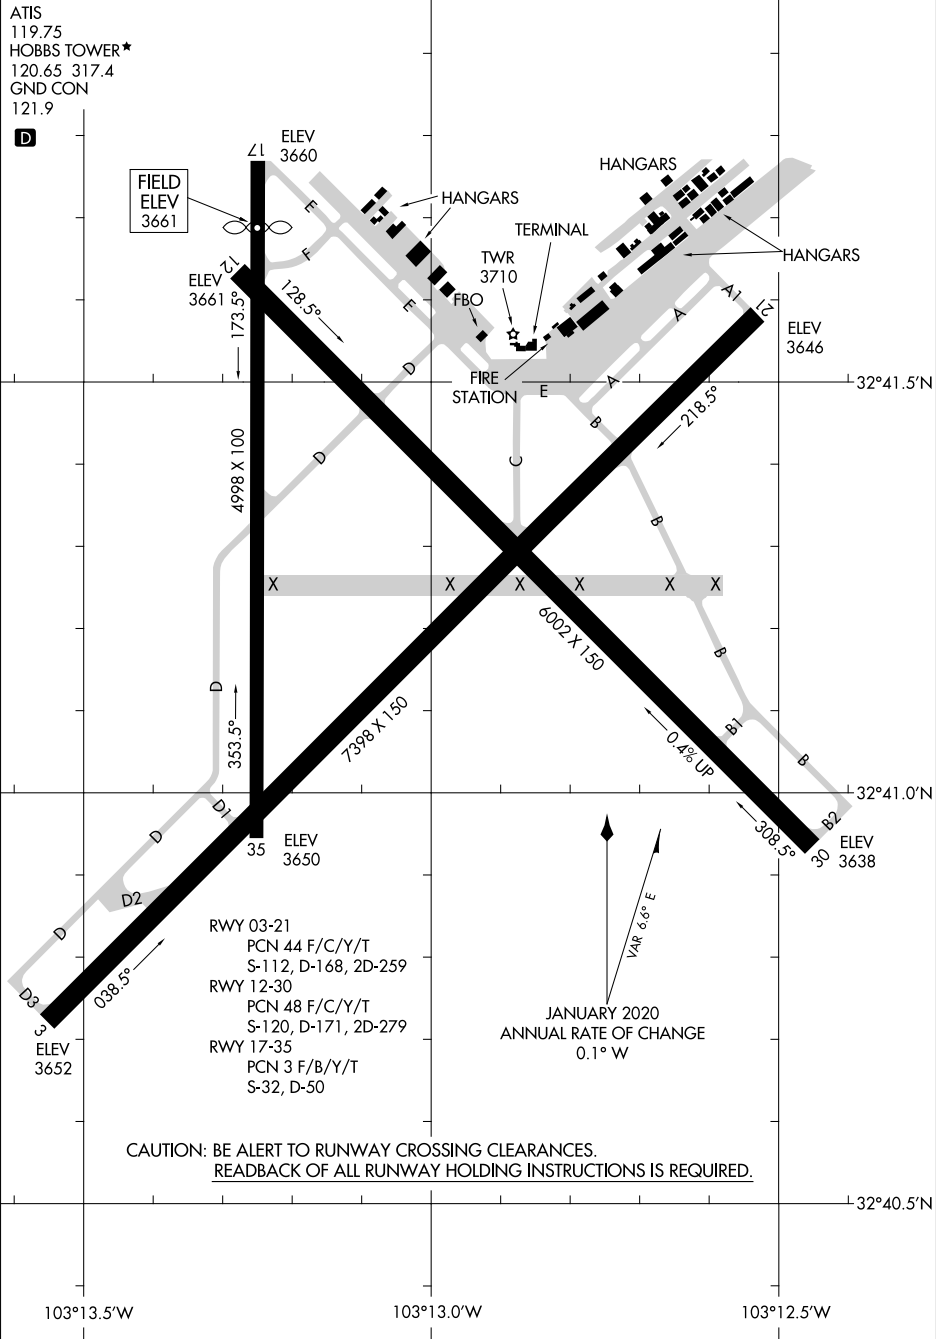 ATIS
119.75
HOBBS TOWER★
120.65 317.4
GND CON
121.9
D
17
ELEV
3660
FIELD
ELEV
3661
HANGARS
HANGARS
TERMINAL
TWR
3710
HANGARS
E
F
E
12
ELEV
3661
173.5°
128.5°
FBO
A1
A
21
ELEV
3646
D
FIRE
STATION
E
A
B
218.5°
32°41.5'N
4998 X 100
D
C
B
X X X X X X
6002 X 150
B
D
353.5°
7398 X 150
B1
0.4% UP
B
32°41.0'N
D1
D
35
ELEV
3650
308.5°
B2
30
ELEV
3638
D2
D
D3
038.5°
3
ELEV
3652
RWY 03-21
PCN 44 F/C/Y/T
S-112, D-168, 2D-259
RWY 12-30
PCN 48 F/C/Y/T
S-120, D-171, 2D-279
RWY 17-35
PCN 3 F/B/Y/T
S-32, D-50
VAR 6.6° E
JANUARY 2020
ANNUAL RATE OF CHANGE
0.1° W
CAUTION: BE ALERT TO RUNWAY CROSSING CLEARANCES.
READBACK OF ALL RUNWAY HOLDING INSTRUCTIONS IS REQUIRED.
32°40.5'N
103°13.5'W
103°13.0'W
103°12.5'W